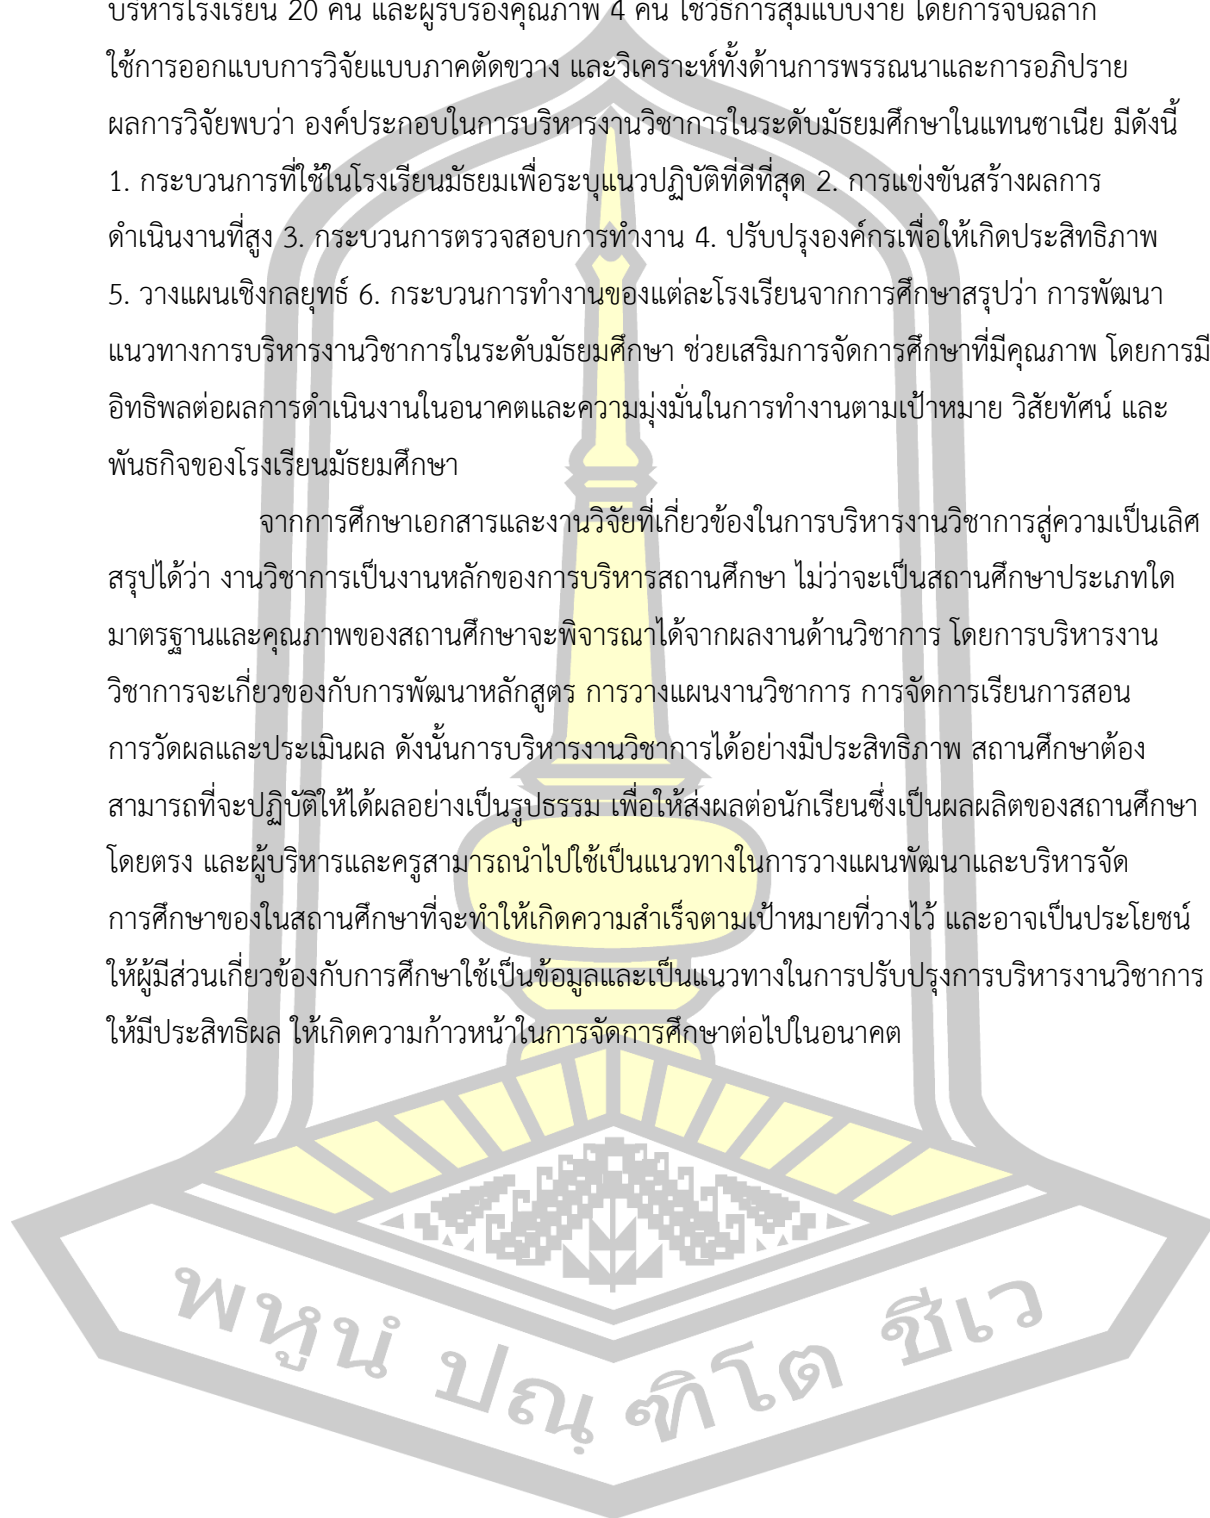 บริหารโรงเรียน 20 คน และผู้รับรองคุณภาพ 4 คน ใช้วิธีการสุ่มแบบง่าย โดยการจับฉลาก
ใช้การออกแบบการวิจัยแบบภาคตัดขวาง และวิเคราะห์ทั้งด้านการพรรณนาและการอภิปราย
ผลการวิจัยพบว่า องค์ประกอบในการบริหารงานวิชาการในระดับมัธยมศึกษาในแทนซาเนีย มีดังนี้
1. กระบวนการที่ใช้ในโรงเรียนมัธยมเพื่อระบุแนวปฏิบัติที่ดีที่สุด 2. การแข่งขันสร้างผลการ
ดำเนินงานที่สูง 3. กระบวนการตรวจสอบการทำงาน 4. ปรับปรุงองค์กรเพื่อให้เกิดประสิทธิภาพ
5. วางแผนเชิงกลยุทธ์ 6. กระบวนการทำงานของแต่ละโรงเรียนจากการศึกษาสรุปว่า การพัฒนา
แนวทางการบริหารงานวิชาการในระดับมัธยมศึกษา ช่วยเสริมการจัดการศึกษาที่มีคุณภาพ โดยการมี
อิทธิพลต่อผลการดำเนินงานในอนาคตและความมุ่งมั่นในการทำงานตามเป้าหมาย วิสัยทัศน์ และ
พันธกิจของโรงเรียนมัธยมศึกษา
จากการศึกษาเอกสารและงานวิจัยที่เกี่ยวข้องในการบริหารงานวิชาการสู่ความเป็นเลิศ
สรุปได้ว่า งานวิชาการเป็นงานหลักของการบริหารสถานศึกษา ไม่ว่าจะเป็นสถานศึกษาประเภทใด
มาตรฐานและคุณภาพของสถานศึกษาจะพิจารณาได้จากผลงานด้านวิชาการ โดยการบริหารงาน
วิชาการจะเกี่ยวของกับการพัฒนาหลักสูตร การวางแผนงานวิชาการ การจัดการเรียนการสอน
การวัดผลและประเมินผล ดังนั้นการบริหารงานวิชาการได้อย่างมีประสิทธิภาพ สถานศึกษาต้อง
สามารถที่จะปฏิบัติให้ได้ผลอย่างเป็นรูปธรรม เพื่อให้ส่งผลต่อนักเรียนซึ่งเป็นผลผลิตของสถานศึกษา
โดยตรง และผู้บริหารและครูสามารถนำไปใช้เป็นแนวทางในการวางแผนพัฒนาและบริหารจัด
การศึกษาของในสถานศึกษาที่จะทำให้เกิดความสำเร็จตามเป้าหมายที่วางไว้ และอาจเป็นประโยชน์
ให้ผู้มีส่วนเกี่ยวข้องกับการศึกษาใช้เป็นข้อมูลและเป็นแนวทางในการปรับปรุงการบริหารงานวิชาการ
ให้มีประสิทธิผล ให้เกิดความก้าวหน้าในการจัดการศึกษาต่อไปในอนาคต
พหูนํ ปณฺ ฑิโต ชีเว